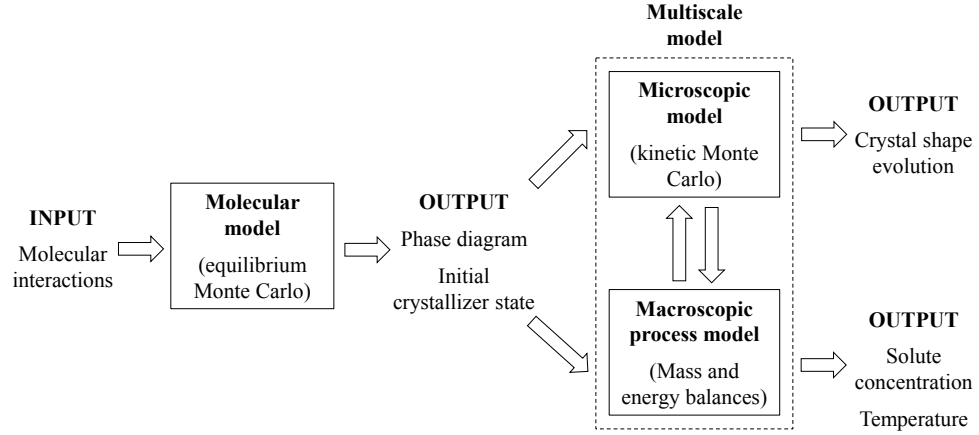 INPUT
Molecular
interactions
Molecular
model
(equilibrium
Monte Carlo)
OUTPUT
Phase diagram
Initial
crystallizer state
Multiscale
model
Microscopic
model
(kinetic Monte
Carlo)
Macroscopic
process model
(Mass and
energy balances)
OUTPUT
Crystal shape
evolution
OUTPUT
Solute
concentration
Temperature